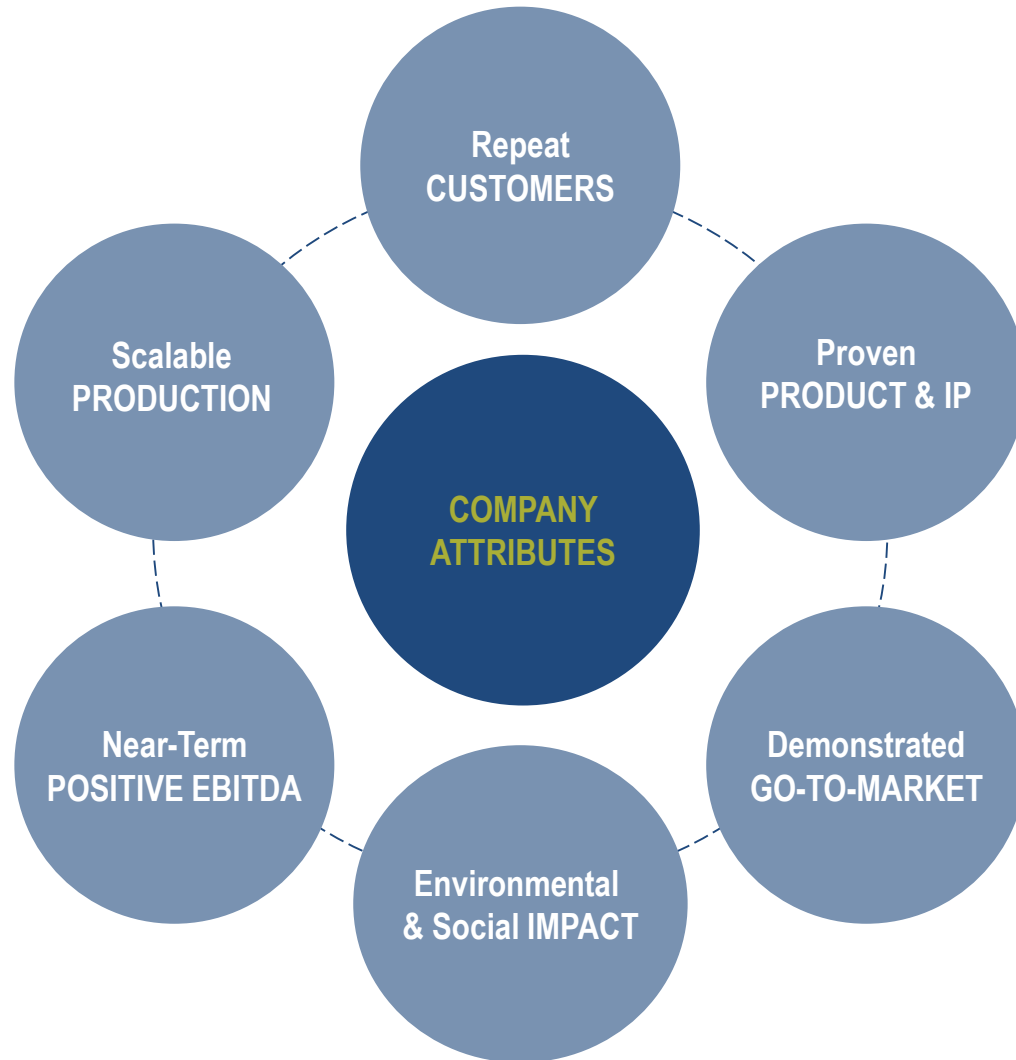 Repeat
CUSTOMERS
Scalable
PRODUCTION
Proven
PRODUCT & IP
COMPANY
ATTRIBUTES
Near-Term
POSITIVE EBITDA
Demonstrated
GO-TO-MARKET
Environmental
& Social IMPACT